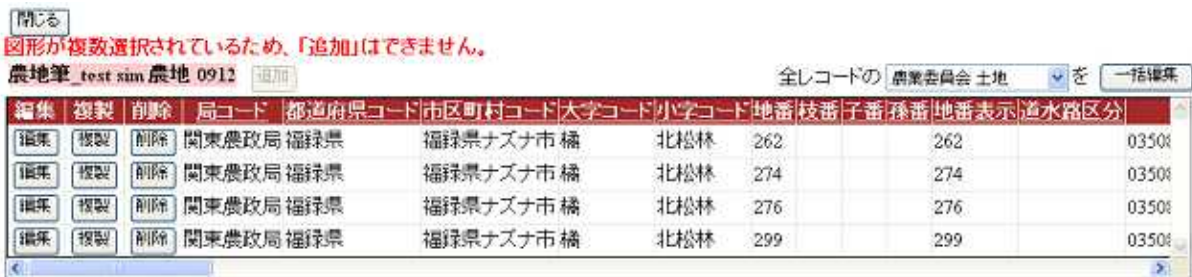 閉じる
図形が複数選択されているため、「追加」はできません。
農地筆_test sim 農地 0912 追加 全レコードの 農業委員会 土地 を 一括編集
編集 複製 削除 局コード 都道府県コード 市区町村コード 大字コード 小字コード 地番 枝番 子番 孫番 地番表示 道水路区分
編集 複製 削除 関東農政局 福録県 福録県ナズナ市 橘 北松林 262 262 03508
編集 複製 削除 関東農政局 福録県 福録県ナズナ市 橘 北松林 274 274 03508
編集 複製 削除 関東農政局 福録県 福録県ナズナ市 橘 北松林 276 276 03508
編集 複製 削除 関東農政局 福録県 福録県ナズナ市 橘 北松林 299 299 03508